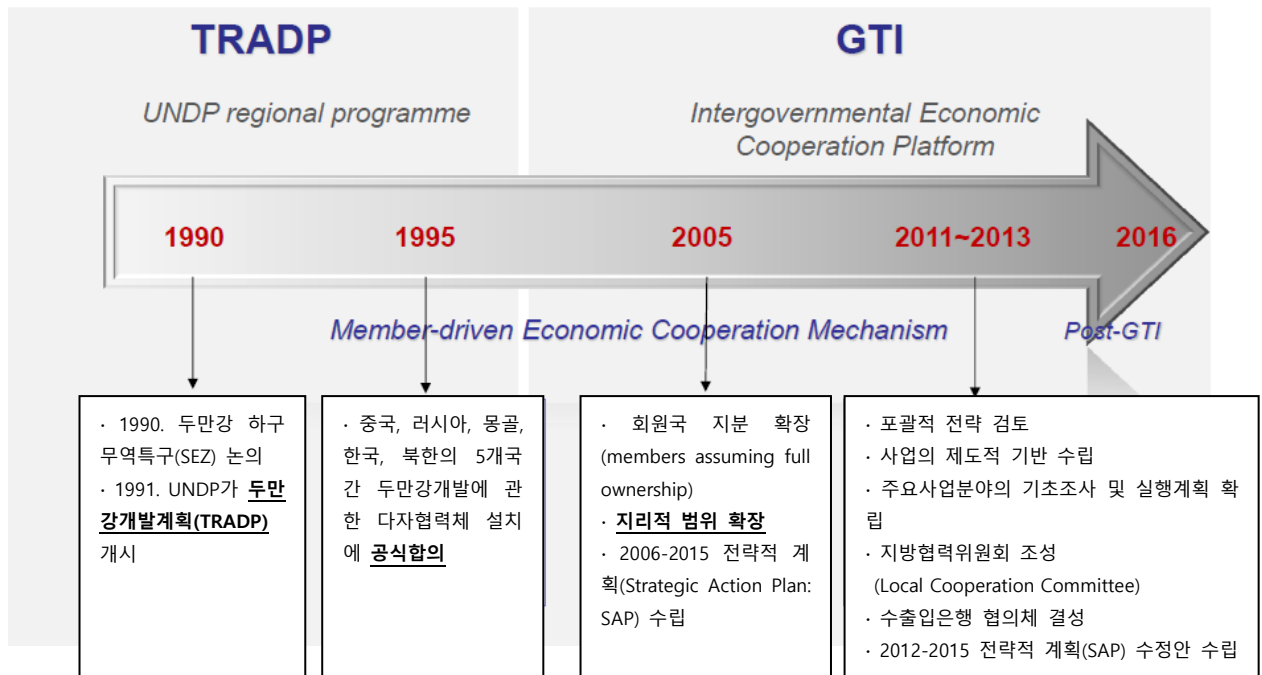 TRADP
GTI
UNDP regional programme
Intergovernmental Economic
Cooperation Platform
1990
1995
2005
2011~2013
2016
Member-driven Economic Cooperation Mechanism
Post-GTI
· 1990. 두만강 하구
무역특구(SEZ) 논의
· 1991. UNDP가 두만
강개발계획(TRADP)
개시
· 중국, 러시아, 몽골,
한국, 북한의 5개국
간 두만강개발에 관
한 다자협력체 설치
에 공식합의
· 회원국 지분 확장
(members assuming full
ownership)
· 지리적 범위 확장
· 2006-2015 전략적 계
획(Strategic Action Plan:
SAP) 수립
· 포괄적 전략 검토
· 사업의 제도적 기반 수립
· 주요사업분야의 기초조사 및 실행계획 확
립
· 지방협력위원회 조성
(Local Cooperation Committee)
· 수출입은행 협의체 결성
· 2012-2015 전략적 계획(SAP) 수정안 수립